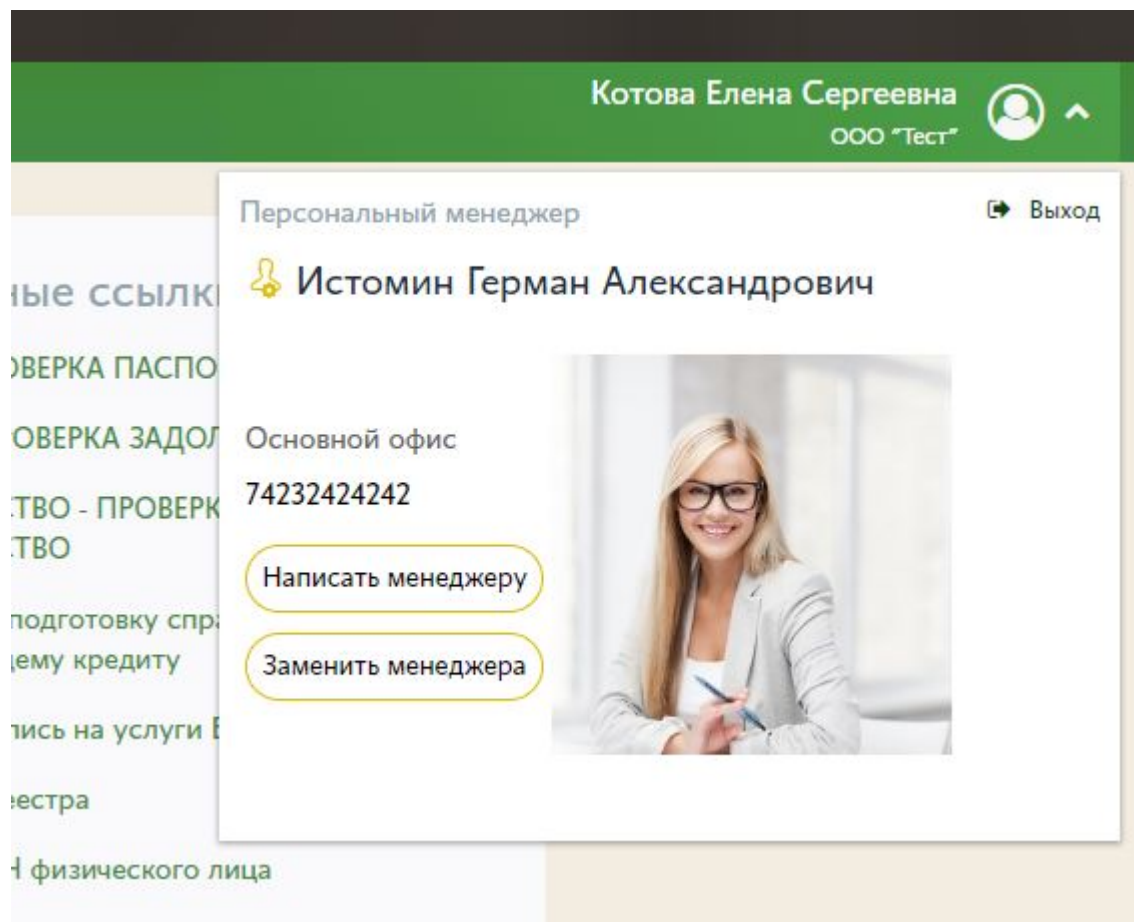 Котова Елена Сергеевна
ООО "Тест"
Персональный менеджер
Выход
Истомин Герман Александрович
Основной офис
74232424242
Написать менеджеру
Заменить менеджера
ные ссылк
ОВЕРКА ПАСПО
ОВЕРКА ЗАДОЛ
ТВО - ПРОВЕРК
ТВО
подготовку спра
ему кредиту
пись на услуги
еестра
Н физического лица